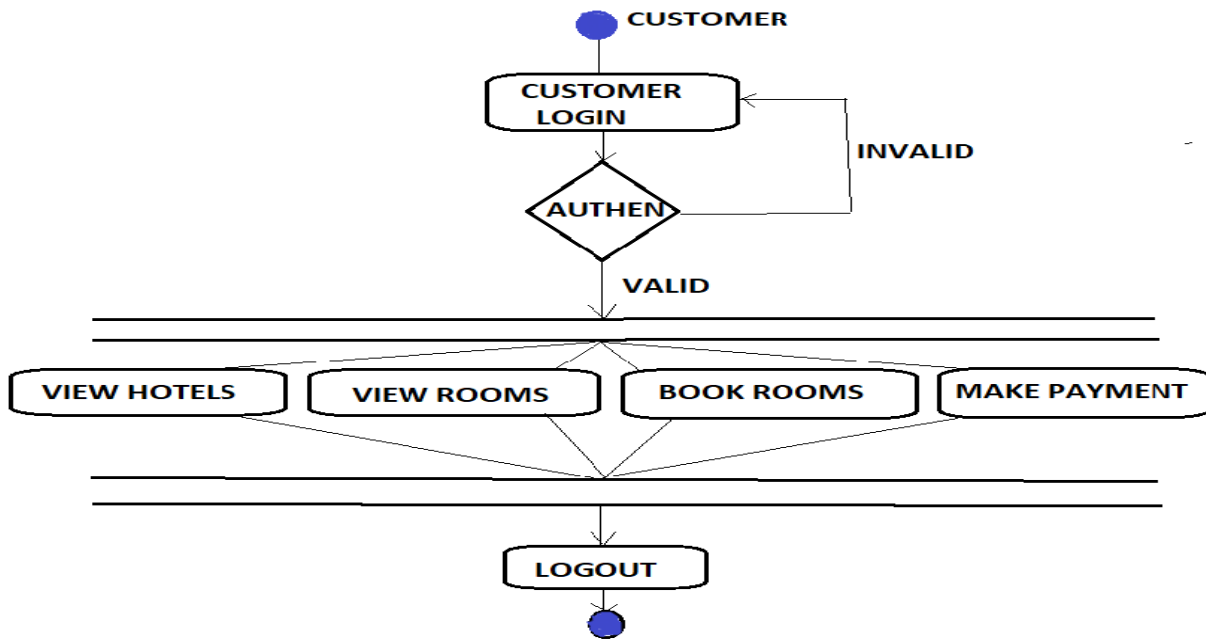 CUSTOMER
CUSTOMER
LOGIN
INVALID
AUTHEN
VALID
VIEW HOTELS
VIEW ROOMS
BOOK ROOMS
MAKE PAYMENT
LOGOUT